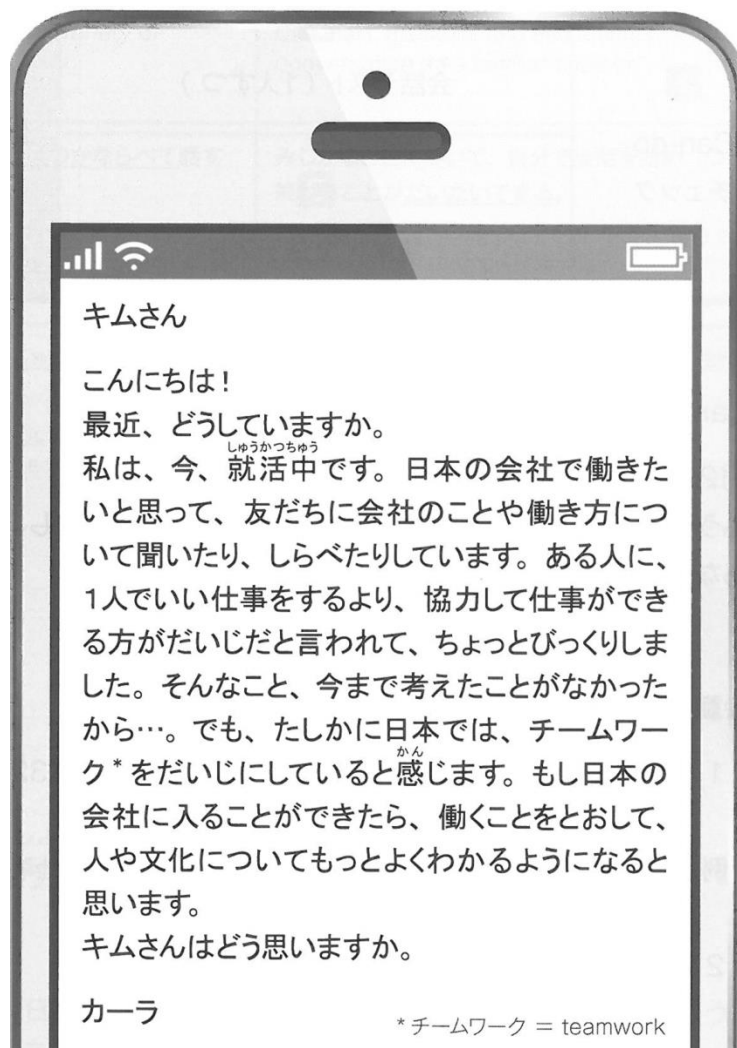 キムさん
こんにちは!
最近、どうしていますか。
しゅうかつちゅう
私は、今、就活中です。日本の会社で働きた
いと思って、友だちに会社のことや働き方につ
いて聞いたり、しらべたりしています。ある人に、
1人でいい仕事をするより、協力して仕事ができ
る方がだいじだと言われて、ちょっとびっくりしま
した。そんなこと、今まで考えたことがなかった
から…。でも、たしかに日本では、チームワー
かん
ク*をだいじにしていると感じます。もし日本の
会社に入ることができたら、働くことをとおして、
人や文化についてもっとよくわかるようになると
思います。
キムさんはどう思いますか。
カーラ
*チームワーク = teamwork